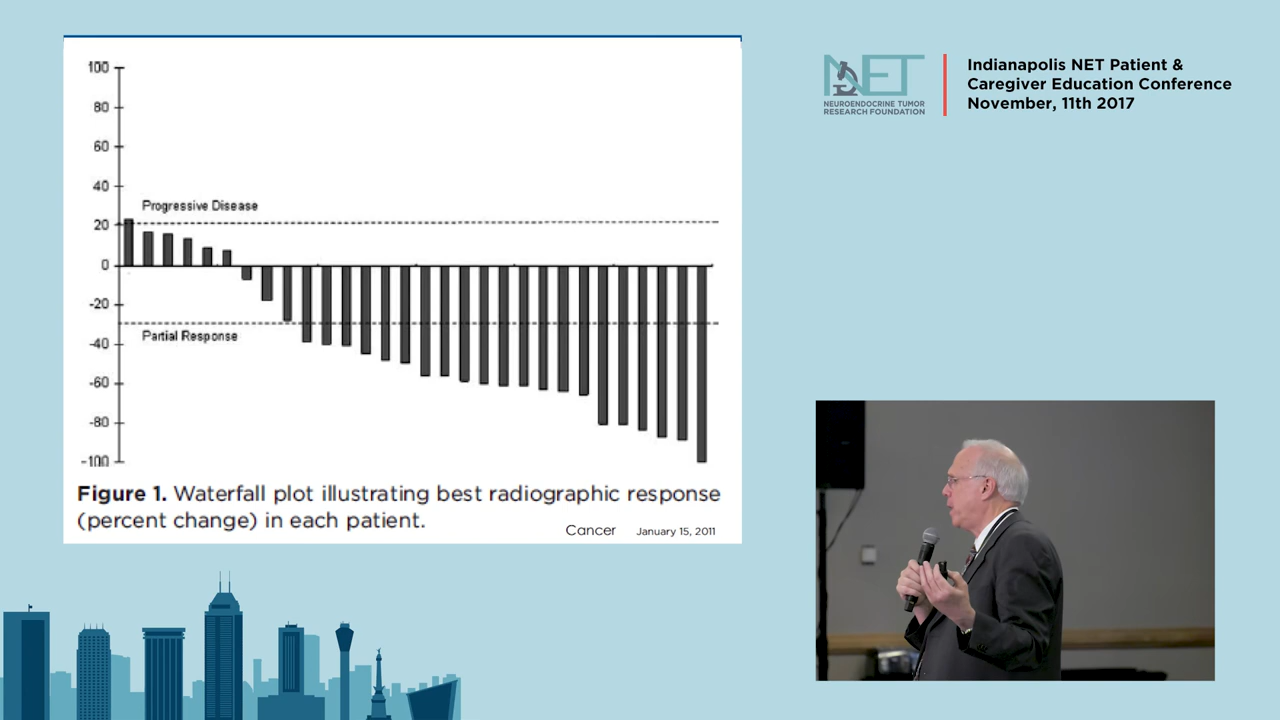 100
80
60
40
Progressive Disease
20
0
-20
Partial Response
-40
-60
-80
-100
Figure 1. Waterfall plot illustrating best radiographic response
(percent change) in each patient.
Cancer January 15, 2011
NET
NEUROENDOCRINE TUMOR
RESEARCH FOUNDATION
Indianapolis NET Patient &
Caregiver Education Conference
November, 11th 2017